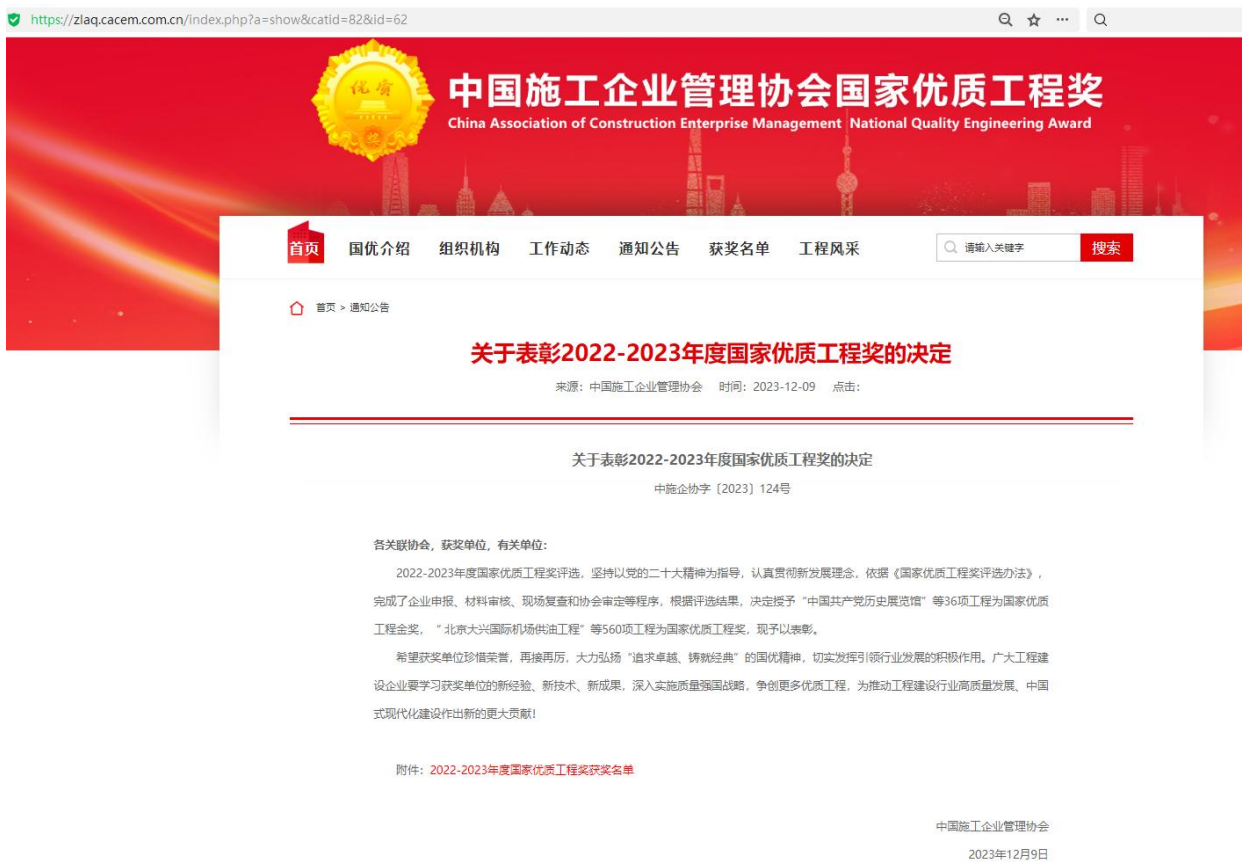 https://zlaq.cacem.com.cn/index.php?a=show&catid=82&id=62
优质
奖
中国施工企业管理协会国家优质工程奖
China Association of Construction Enterprise Management National Quality Engineering Award
首页 国优介绍 组织机构 工作动态 通知公告 获奖名单 工程风采 请输入关键字 搜索
首页 > 通知公告
关于表彰2022-2023年度国家优质工程奖的决定
来源：中国施工企业管理协会 时间：2023-12-09 点击：
关于表彰2022-2023年度国家优质工程奖的决定
中施企协字〔2023〕124号
各关联协会，获奖单位，有关单位：
2022-2023年度国家优质工程奖评选，坚持以党的二十大精神为指导，认真贯彻新发展理念，依据《国家优质工程奖评选办法》，
完成了企业申报、材料审核、现场复查和协会审定等程序，根据评选结果，决定授予“中国共产党历史展览馆”等36项工程为国家优质
工程金奖，“北京大兴国际机场供油工程”等560项工程为国家优质工程奖，现予以表彰。
希望获奖单位珍惜荣誉，再接再厉，大力弘扬“追求卓越、铸就经典”的国优精神，切实发挥引领行业发展的积极作用。广大工程建
设企业要学习获奖单位的新经验、新技术、新成果，深入实施质量强国战略，争创更多优质工程，为推动工程建设行业高质量发展、中国
式现代化建设作出新的更大贡献!
附件：2022-2023年度国家优质工程奖获奖名单
中国施工企业管理协会
2023年12月9日